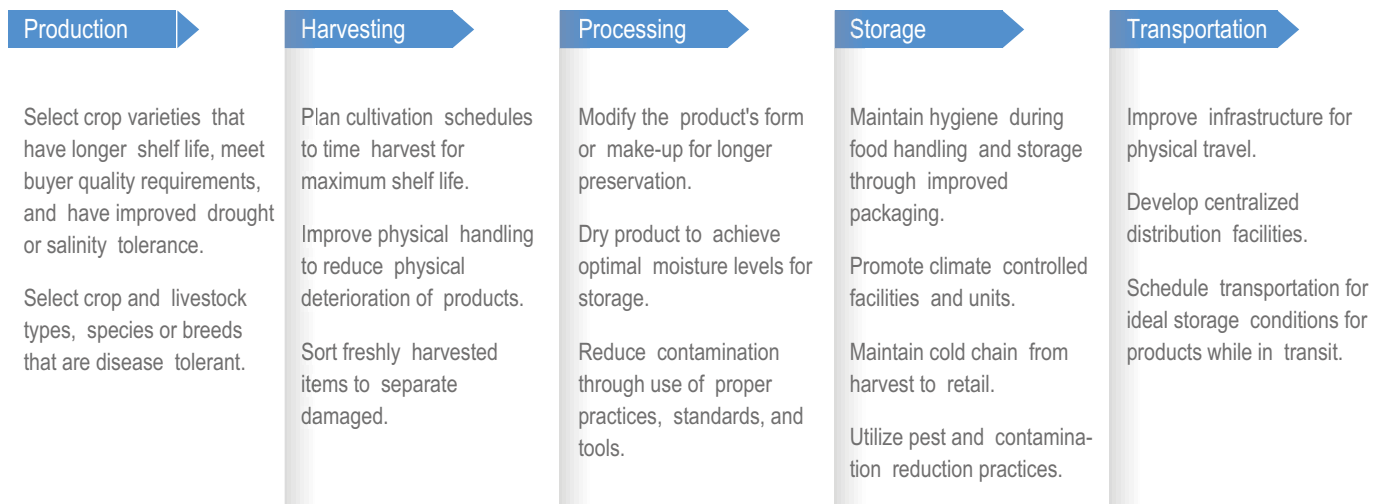 Production
Select crop varieties that
have longer shelf life, meet
buyer quality requirements,
and have improved drought
or salinity tolerance.
Select crop and livestock
types, species or breeds
that are disease tolerant.
Harvesting
Plan cultivation schedules
to time harvest for
maximum shelf life.
Improve physical handling
to reduce physical
deterioration of products.
Sort freshly harvested
items to separate
damaged.
Processing
Modify the product's form
or make-up for longer
preservation.
Dry product to achieve
optimal moisture levels for
storage.
Reduce contamination
through use of proper
practices, standards, and
tools.
Storage
Maintain hygiene during
food handling and storage
through improved
packaging.
Promote climate controlled
facilities and units.
Maintain cold chain from
harvest to retail.
Utilize pest and contamina-
tion reduction practices.
Transportation
Improve infrastructure for
physical travel.
Develop centralized
distribution facilities.
Schedule transportation for
ideal storage conditions for
products while in transit.